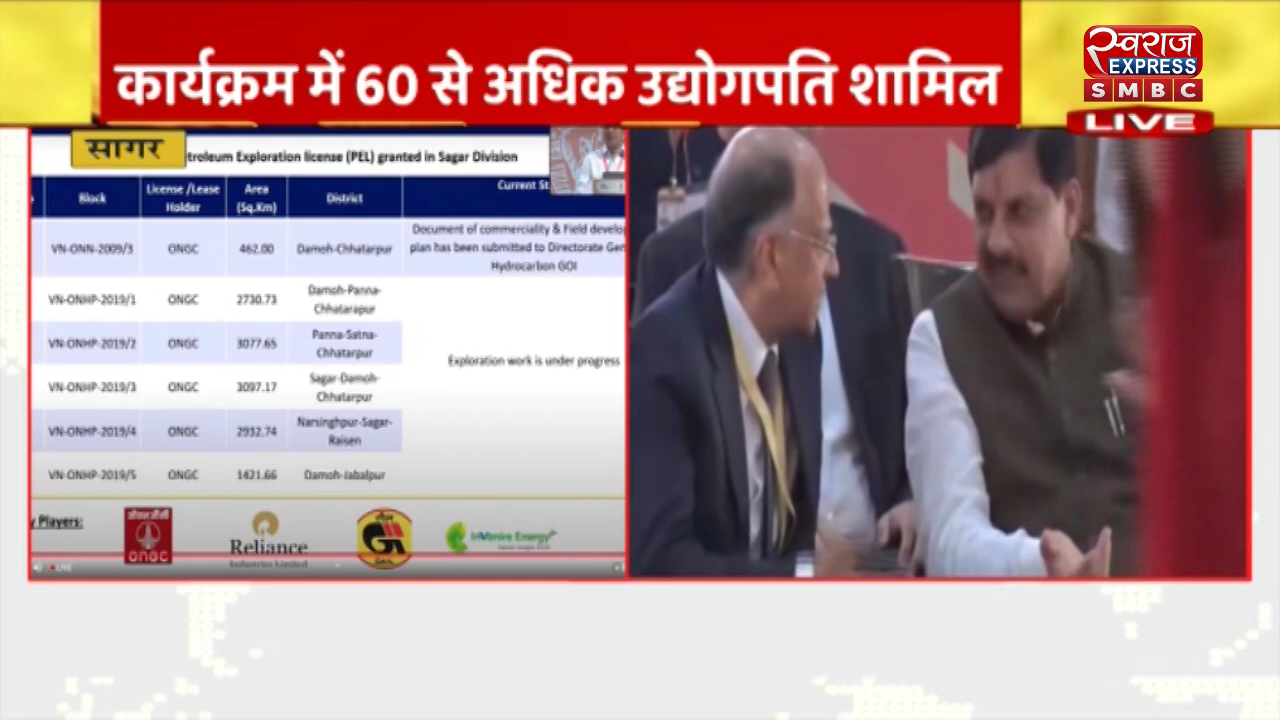 कार्यक्रम में 60 से अधिक उद्योगपति शामिल
स्वराज
EXPRESS
SMBC
LIVE
सागर
troleum Exploration license (PEL) granted in Sagar Division
Block
License /Lease
Holder
Area
(Sq.Km)
District
Current St
VN-ONN-2009/3
ONGC
462.00
Damoh-Chhatarpur
Document of commerciality & Field develo
plan has been submitted to Directorate Gen
Hydrocarbon GOI
VN-ONHP-2019/1
ONGC
2730.73
Damoh-Panna-
Chhatarapur
VN-ONHP-2019/2
ONGC
3077.65
Panna-Satna-
Chhatarpur
Exploration work is under progress
VN-ONHP-2019/3
ONGC
3097.17
Sagar-Damoh-
Chhatarpur
VN-ONHP-2019/4
ONGC
2932.74
Narsinghpur-Sagar-
Raisen
VN-ONHP-2019/5
ONGC
1421.66
Damoh-Jabalpur
y Players:
ONGC
Reliance
Industries Limited
GAIL
InVenire Energy
LIVE